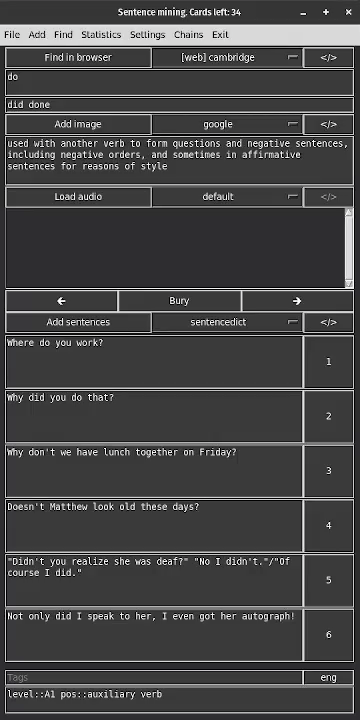 Sentence mining. Cards left: 34
File Add Find Statistics Settings Chains Exit
Find in browser [web] cambridge </>
do
did done
Add image google </>
used with another verb to form questions and negative sentences,
including negative orders, and sometimes in affirmative
sentences for reasons of style
Load audio default </>
← Bury →
Add sentences sentencedict </>
Where do you work? 1
Why did you do that? 2
Why don't we have lunch together on Friday? 3
Doesn't Matthew look old these days? 4
"Didn't you realize she was deaf?" "No I didn't."/"Of
course I did." 5
Not only did I speak to her, I even got her autograph! 6
Tags eng
level::A1 pos::auxiliary verb